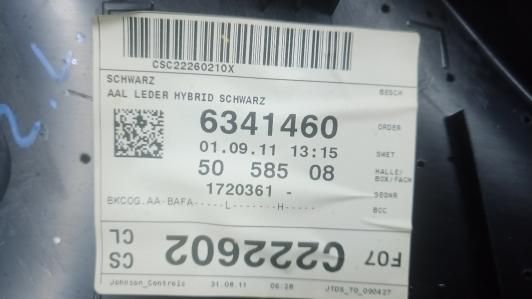 CSC22260210X
SCHWARZ
AAL LEDER HYBRID SCHWARZ BESCH
6341460 ORDER
01.09.11 13:15 SWET
50 585 08 HALLE/
BOX/FACH
1720361 - SEQNR
BKCOG.AA-BAFA-----L-------H---- BCC
CS
CL C222602 F07
Johnson_Controls 31.08.11 06:28 JTDS_TO_090427